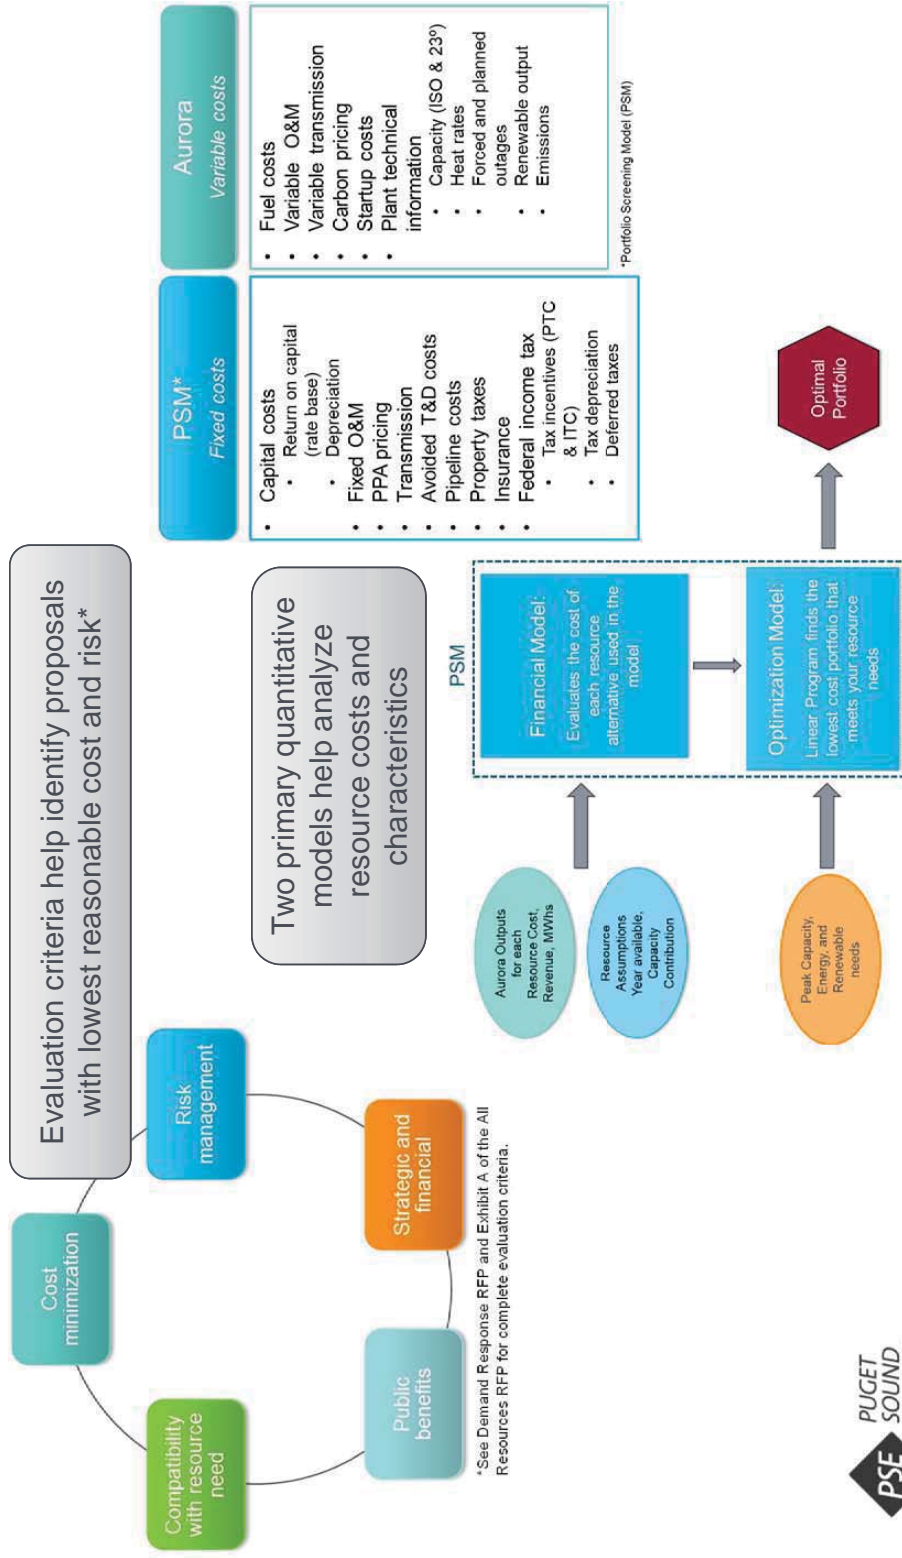 Evaluation criteria help identify proposals
with lowest reasonable cost and risk*
Cost
minimization
Risk
management
Strategic and
financial
Public
benefits
Compatibility
with resource
need
*See Demand Response RFP and Exhibit A of the All
Resources RFP for complete evaluation criteria.
Two primary quantitative
models help analyze
resource costs and
characteristics
PSM*
Fixed costs
• Capital costs
• Return on capital
(rate base)
• Depreciation
• Fixed O&M
• PPA pricing
• Transmission
• Avoided T&D costs
• Pipeline costs
• Property taxes
• Insurance
• Federal income tax
• Tax incentives (PTC
& ITC)
• Tax depreciation
• Deferred taxes
Aurora
Variable costs
• Fuel costs
• Variable O&M
• Variable transmission
• Carbon pricing
• Startup costs
• Plant technical
information
• Capacity (ISO & 23º)
• Heat rates
• Forced and planned
outages
• Renewable output
• Emissions
*Portfolio Screening Model (PSM)
Aurora Outputs
for each
Resource Cost,
Revenue, MWhs
Resource
Assumptions
Year available,
Capacity
Contribution
Peak Capacity,
Energy, and
Renewable
needs
PSM
Financial Model:
Evaluates the cost of
each resource
alternative used in the
model
Optimization Model:
Linear Program finds the
lowest cost portfolio that
meets your resource
needs
Optimal
Portfolio
PSE
PUGET
SOUND